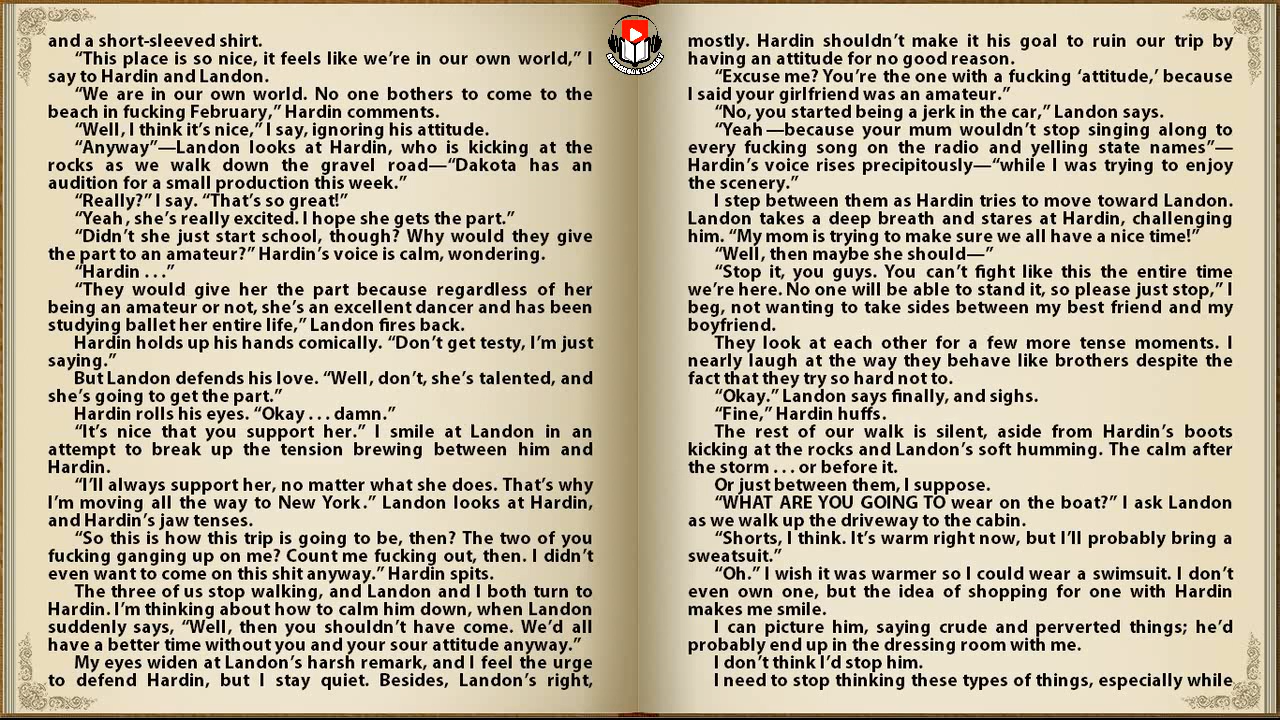 and a short-sleeved shirt.
“This place is so nice, it feels like we’re in our own world,” I
say to Hardin and Landon.
“We are in our own world. No one bothers to come to the
beach in fucking February,” Hardin comments.
“Well, I think it’s nice,” I say, ignoring his attitude.
“Anyway”—Landon looks at Hardin, who is kicking at the
rocks as we walk down the gravel road—“Dakota has an
audition for a small production this week.”
“Really?” I say. “That’s so great!”
“Yeah, she’s really excited. I hope she gets the part.”
“Didn’t she just start school, though? Why would they give
the part to an amateur?” Hardin’s voice is calm, wondering.
“Hardin . . .”
“They would give her the part because regardless of her
being an amateur or not, she’s an excellent dancer and has been
studying ballet her entire life,” Landon fires back.
Hardin holds up his hands comically. “Don’t get testy, I’m just
saying.”
But Landon defends his love. “Well, don’t, she’s talented, and
she’s going to get the part.”
Hardin rolls his eyes. “Okay . . . damn.”
“It’s nice that you support her.” I smile at Landon in an
attempt to break up the tension brewing between him and
Hardin.
“I’ll always support her, no matter what she does. That’s why
I’m moving all the way to New York.” Landon looks at Hardin,
and Hardin’s jaw tenses.
“So this is how this trip is going to be, then? The two of you
fucking ganging up on me? Count me fucking out, then. I didn’t
even want to come on this shit anyway.” Hardin spits.
The three of us stop walking, and Landon and I both turn to
Hardin. I’m thinking about how to calm him down, when Landon
suddenly says, “Well, then you shouldn’t have come. We’d all
have a better time without you and your sour attitude anyway.”
My eyes widen at Landon’s harsh remark, and I feel the urge
to defend Hardin, but I stay quiet. Besides, Landon’s right,
mostly. Hardin shouldn’t make it his goal to ruin our trip by
having an attitude for no good reason.
“Excuse me? You’re the one with a fucking ‘attitude,’ because
I said your girlfriend was an amateur.”
“No, you started being a jerk in the car,” Landon says.
“Yeah—because your mum wouldn’t stop singing along to
every fucking song on the radio and yelling state names”—
Hardin’s voice rises precipitously—“while I was trying to enjoy
the scenery.”
I step between them as Hardin tries to move toward Landon.
Landon takes a deep breath and stares at Hardin, challenging
him. “My mom is trying to make sure we all have a nice time!”
“Well, then maybe she should—”
“Stop it, you guys. You can’t fight like this the entire time
we’re here. No one will be able to stand it, so please just stop,” I
beg, not wanting to take sides between my best friend and my
boyfriend.
They look at each other for a few more tense moments. I
nearly laugh at the way they behave like brothers despite the
fact that they try so hard not to.
“Okay.” Landon says finally, and sighs.
“Fine,” Hardin huffs.
The rest of our walk is silent, aside from Hardin’s boots
kicking at the rocks and Landon’s soft humming. The calm after
the storm . . . or before it.
Or just between them, I suppose.
“WHAT ARE YOU GOING TO wear on the boat?” I ask Landon
as we walk up the driveway to the cabin.
“Shorts, I think. It’s warm right now, but I’ll probably bring a
sweatsuit.”
“Oh.” I wish it was warmer so I could wear a swimsuit. I don’t
even own one, but the idea of shopping for one with Hardin
makes me smile.
I can picture him, saying crude and perverted things; he’d
probably end up in the dressing room with me.
I don’t think I’d stop him.
I need to stop thinking these types of things, especially while